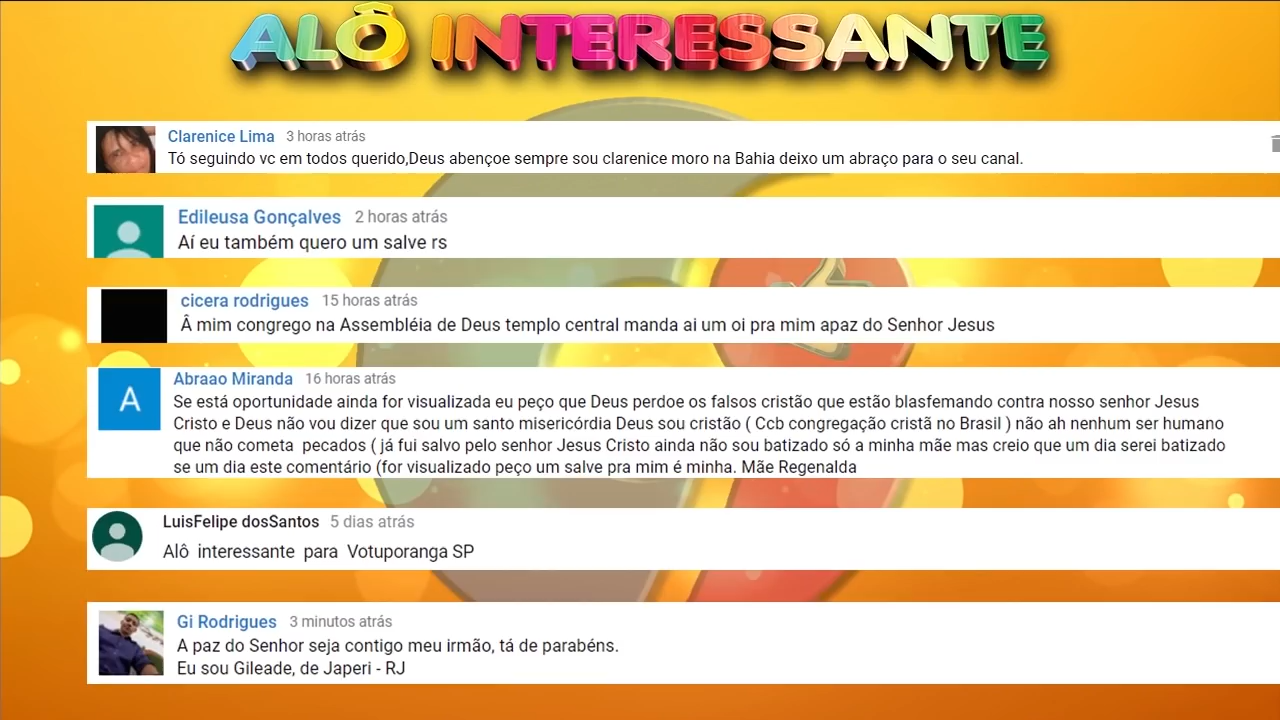 ALÔ INTERESSANTE
Clarenice Lima 3 horas atrás
Tó seguindo vc em todos querido,Deus abençoe sempre sou clarenice moro na Bahia deixo um abraço para o seu canal.
Edileusa Gonçalves 2 horas atrás
Aí eu também quero um salve rs
cicera rodrigues 15 horas atrás
Â mim congrego na Assembléia de Deus templo central manda ai um oi pra mim apaz do Senhor Jesus
A
Abraao Miranda 16 horas atrás
Se está oportunidade ainda for visualizada eu peço que Deus perdoe os falsos cristão que estão blasfemando contra nosso senhor Jesus
Cristo e Deus não vou dizer que sou um santo misericórdia Deus sou cristão ( Ccb congregação cristã no Brasil ) não ah nenhum ser humano
que não cometa pecados ( já fui salvo pelo senhor Jesus Cristo ainda não sou batizado só a minha mãe mas creio que um dia serei batizado
se um dia este comentário (for visualizado peço um salve pra mim é minha. Mãe Regenalda
LuisFelipe dosSantos 5 dias atrás
Alô interessante para Votuporanga SP
Gi Rodrigues 3 minutos atrás
A paz do Senhor seja contigo meu irmão, tá de parabéns.
Eu sou Gileade, de Japeri - RJ